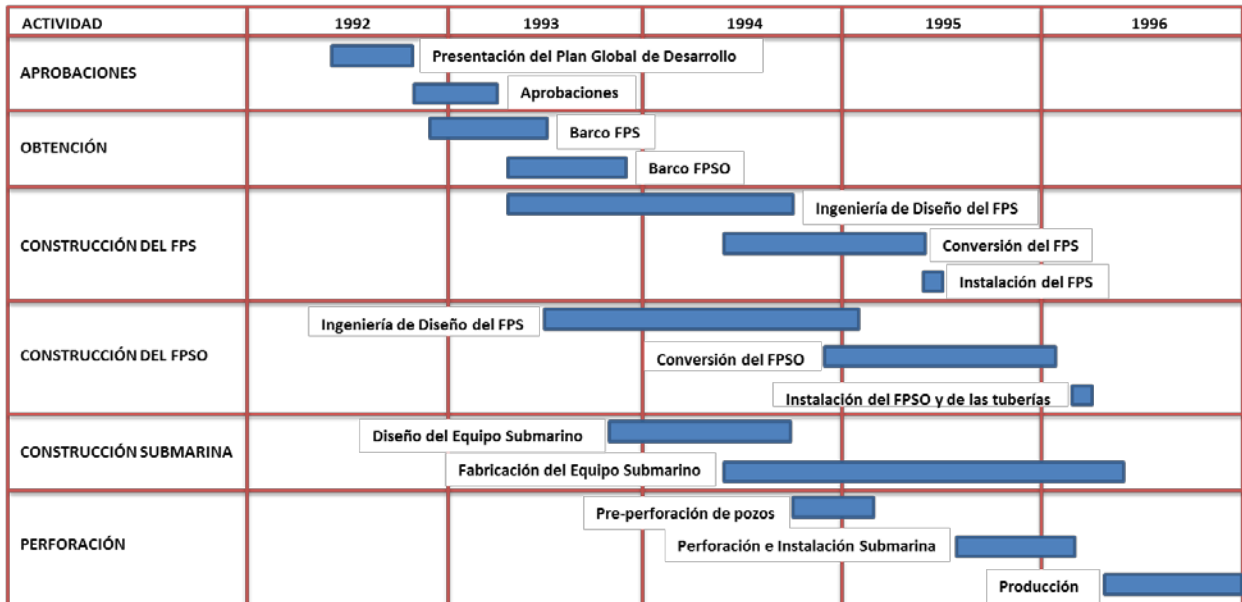 ACTIVIDAD 1992 1993 1994 1995 1996
APROBACIONES
Presentación del Plan Global de Desarrollo
Aprobaciones
OBTENCIÓN
Barco FPS
Barco FPSO
CONSTRUCCIÓN DEL FPS
Ingeniería de Diseño del FPS
Conversión del FPS
Instalación del FPS
CONSTRUCCIÓN DEL FPSO
Ingeniería de Diseño del FPS
Conversión del FPSO
Instalación del FPSO y de las tuberías
CONSTRUCCIÓN SUBMARINA
Diseño del Equipo Submarino
Fabricación del Equipo Submarino
PERFORACIÓN
Pre-perforación de pozos
Perforación e Instalación Submarina
Producción